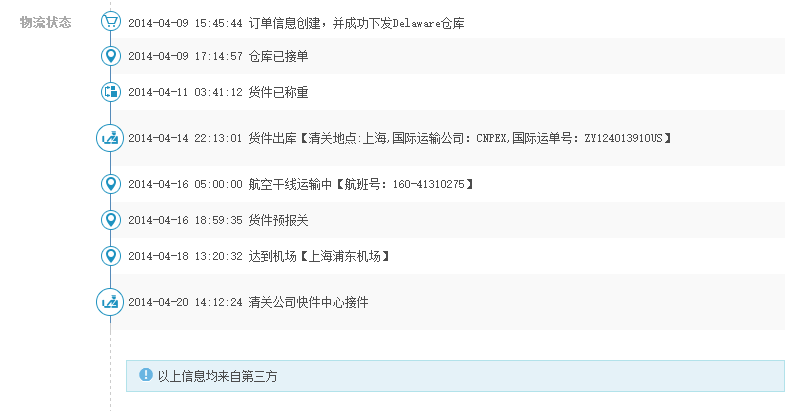 物流状态
2014-04-09 15:45:44 订单信息创建，并成功下发Delaware仓库
2014-04-09 17:14:57 仓库已接单
2014-04-11 03:41:12 货件已称重
2014-04-14 22:13:01 货件出库【清关地点:上海,国际运输公司: CNPEX,国际运单号: ZY124013910US】
2014-04-16 05:00:00 航空干线运输中【航班号: 160-41310275】
2014-04-16 18:59:35 货件预报关
2014-04-18 13:20:32 达到机场【上海浦东机场】
2014-04-20 14:12:24 清关公司快件中心接件
以上信息均来自第三方